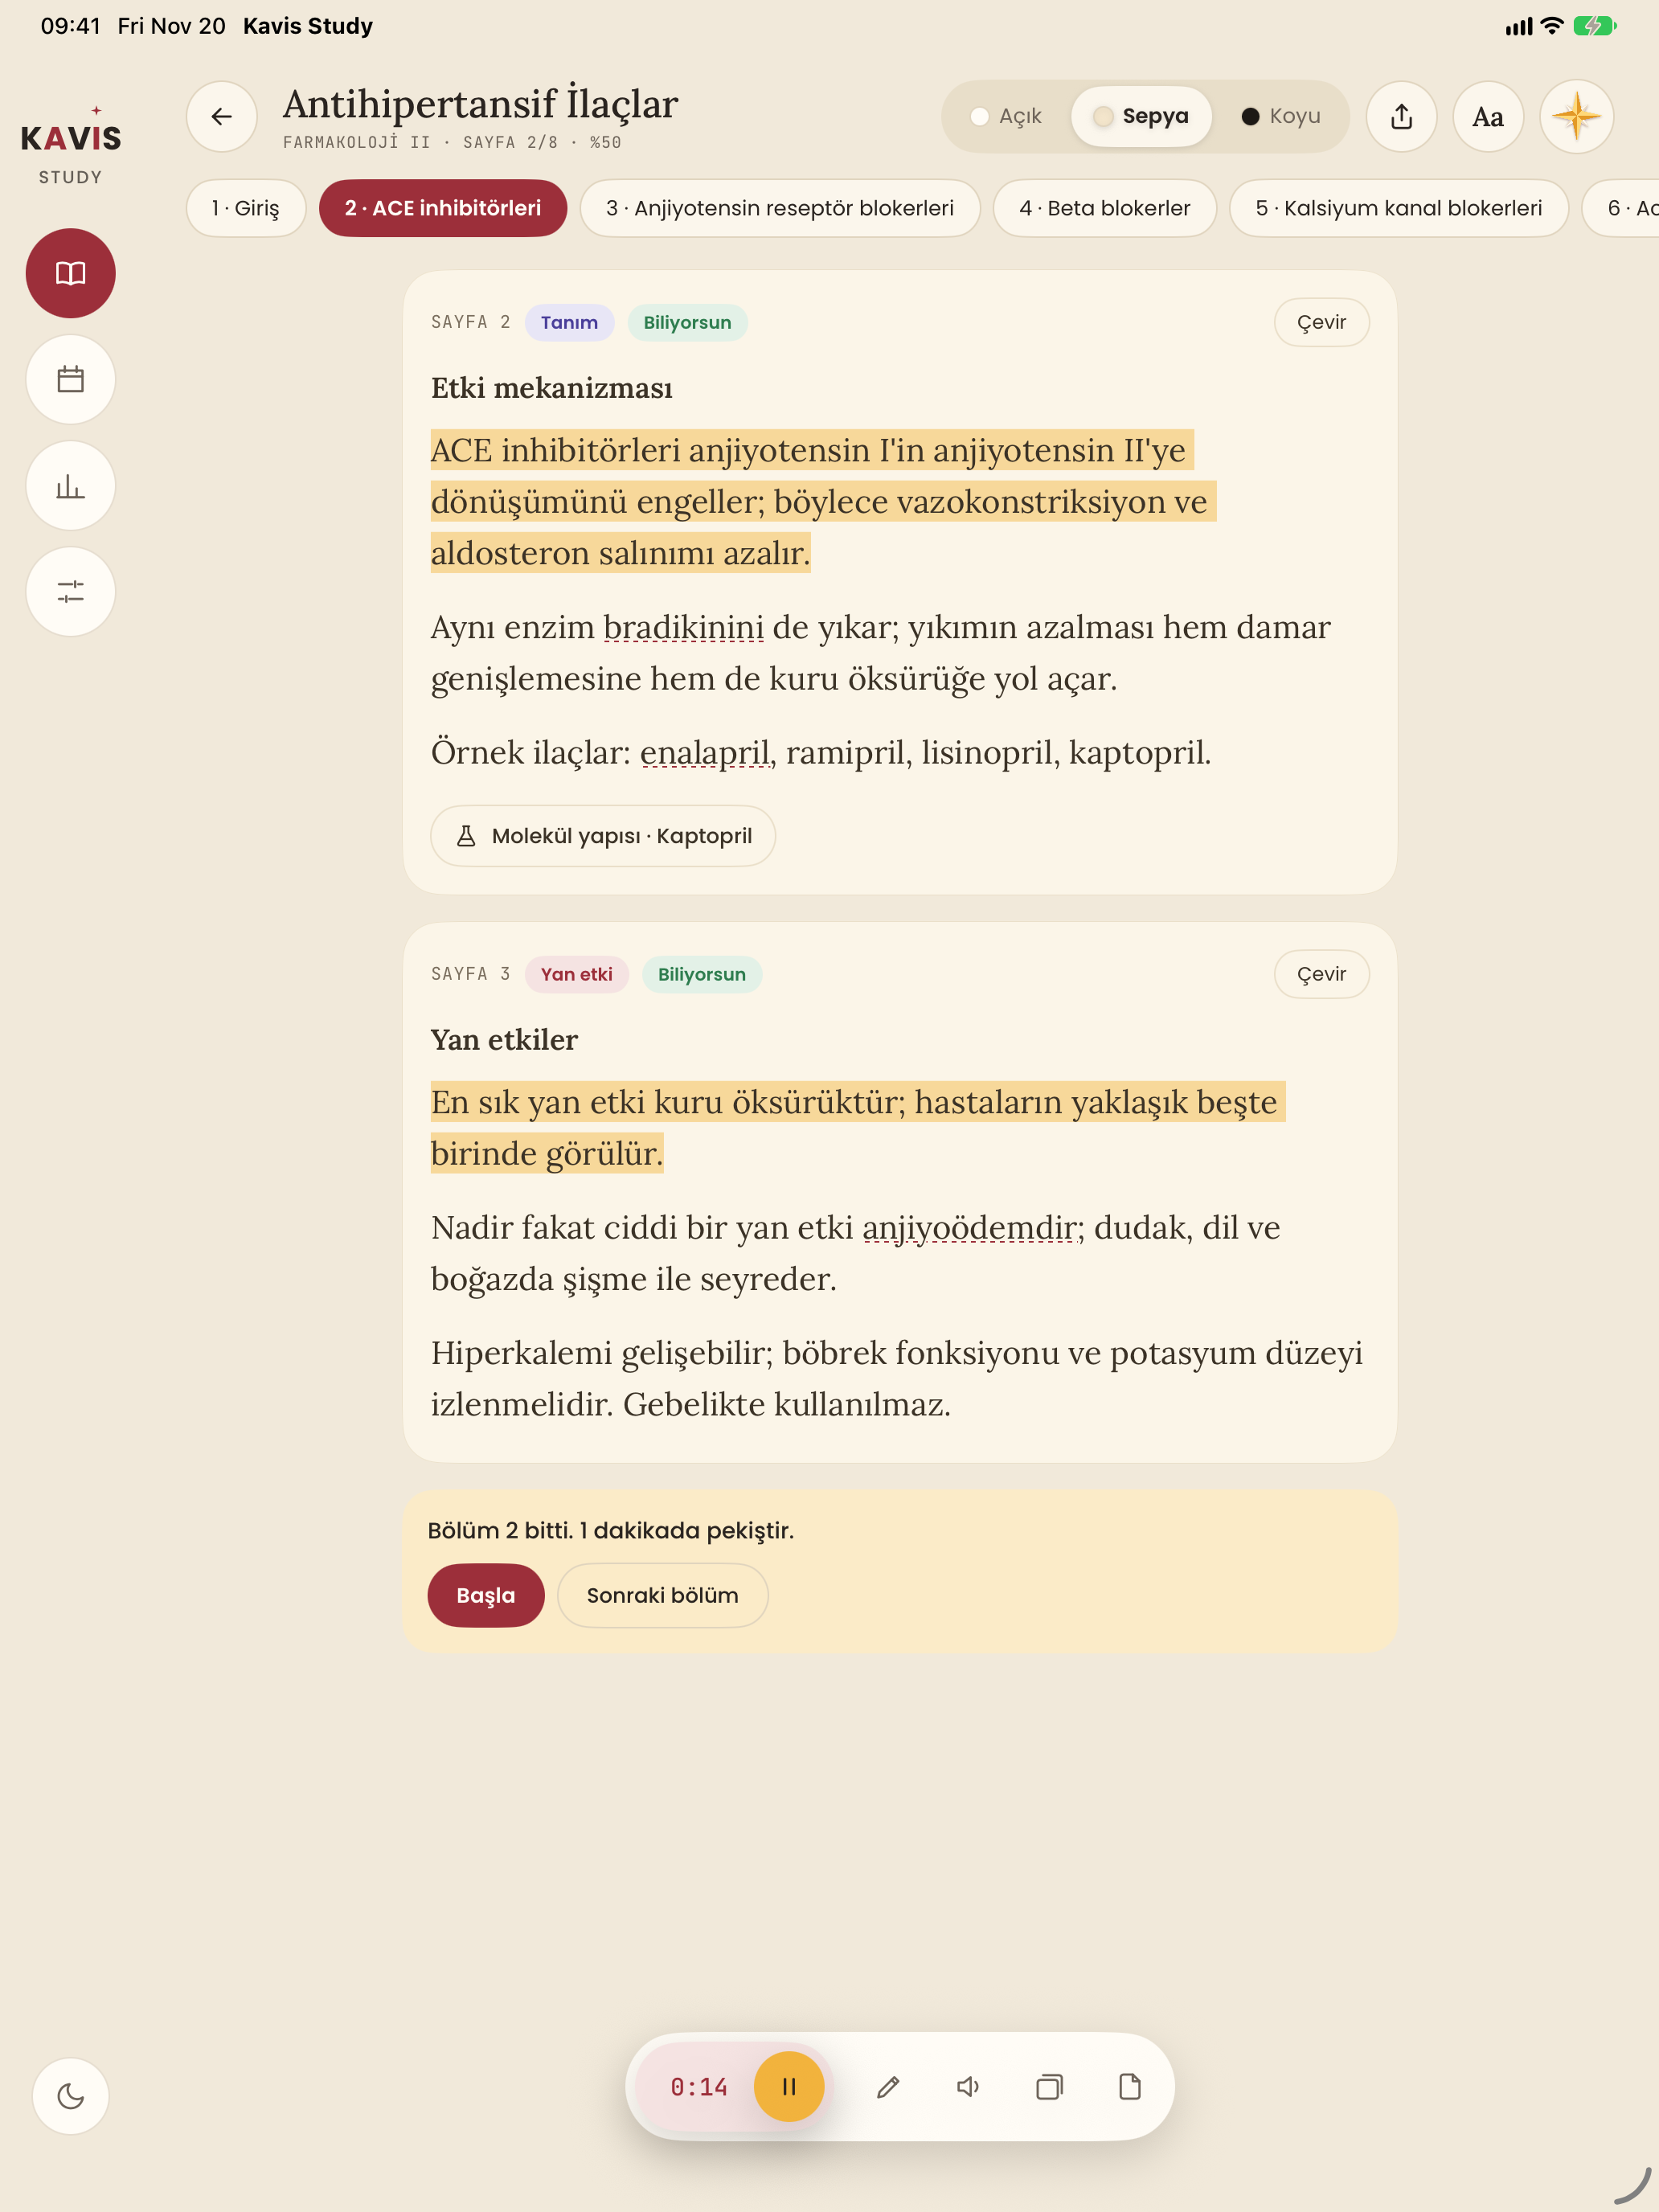 09:41 Fri Nov 20 Kavis Study
KAVIS
STUDY
Antihipertansif İlaçlar
FARMAKOLOJİ II · SAYFA 2/8 · %50
Açık
Sepya
Koyu
Aa
1 · Giriş
2 · ACE inhibitörleri
3 · Anjiyotensin reseptör blokerleri
4 · Beta blokerler
5 · Kalsiyum kanal blokerleri
6 ·
SAYFA 2 Tanım Biliyorsun Çevir
Etki mekanizması
ACE inhibitörleri anjiyotensin I'in anjiyotensin II'ye
dönüşümünü engeller; böylece vazokonstriksiyon ve
aldosteron salınımı azalır.
Aynı enzim bradikinini de yıkar; yıkımın azalması hem damar
genişlemesine hem de kuru öksürüğe yol açar.
Örnek ilaçlar: enalapril, ramipril, lisinopril, kaptopril.
Molekül yapısı · Kaptopril
SAYFA 3 Yan etki Biliyorsun Çevir
Yan etkiler
En sık yan etki kuru öksürüktür; hastaların yaklaşık beşte
birinde görülür.
Nadir fakat ciddi bir yan etki anjiyoödemdir; dudak, dil ve
boğazda şişme ile seyreder.
Hiperkalemi gelişebilir; böbrek fonksiyonu ve potasyum düzeyi
izlenmelidir. Gebelikte kullanılmaz.
Bölüm 2 bitti. 1 dakikada pekiştir.
Başla
Sonraki bölüm
0:14